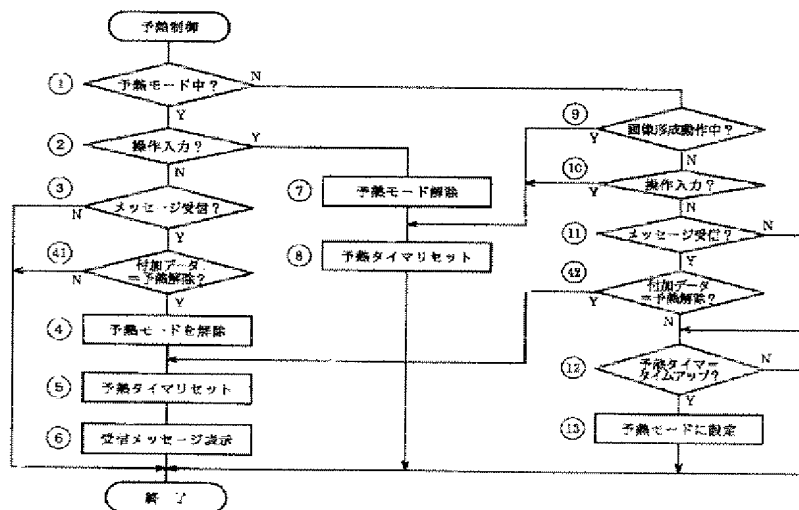 予熱制御
① 予熱モード中? N
Y
② 操作入力? Y
N
③ メッセージ受信? N
Y
㊶ 付加データ
＝予熱解除? N
Y
④ 予熱モードを解除
⑤ 予熱タイマリセット
⑥ 受信メッセージ表示
終了
⑦ 予熱モード解除
⑧ 予熱タイマリセット
⑨ 画像形成動作中? Y
N
⑩ 操作入力? Y
N
⑪ メッセージ受信? N
Y
㊷ 付加データ
＝予熱解除? Y
N
⑫ 予熱タイマ＝
タイムアップ? N
Y
⑬ 予熱モードに設定